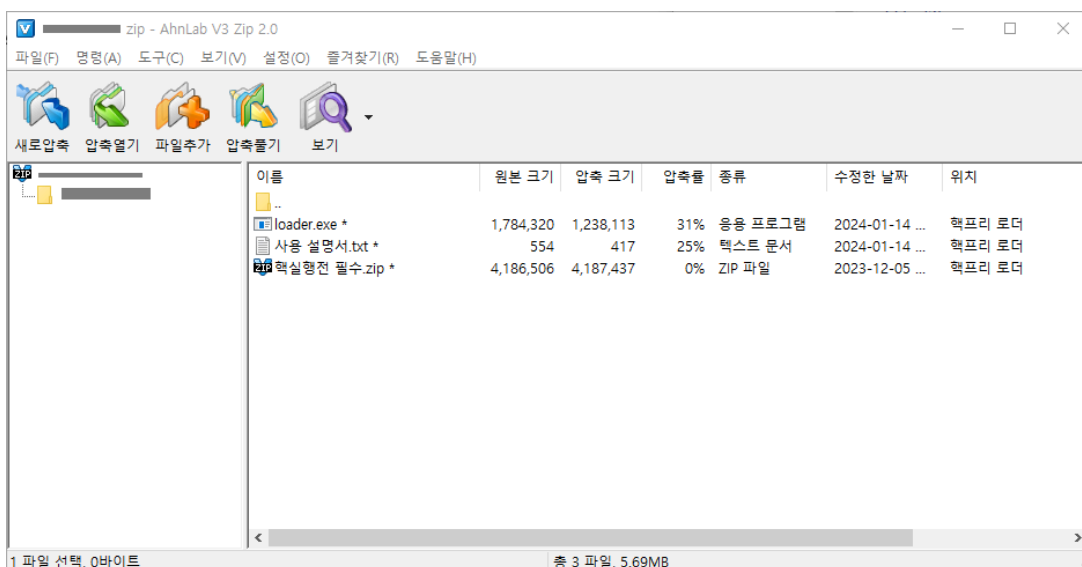 zip - AhnLab V3 Zip 2.0
파일(F) 명령(A) 도구(C) 보기(V) 설정(O) 즐겨찾기(R) 도움말(H)
새로압축 압축열기 파일추가 압축풀기 보기
ZIP
이름 원본 크기 압축 크기 압축률 종류 수정한 날짜 위치
..
loader.exe * 1,784,320 1,238,113 31% 응용 프로그램 2024-01-14 ... 핵프리 로더
사용 설명서.txt * 554 417 25% 텍스트 문서 2024-01-14 ... 핵프리 로더
ZIP 핵실행전 필수.zip * 4,186,506 4,187,437 0% ZIP 파일 2023-12-05 ... 핵프리 로더
1 파일 선택, 0바이트 총 3 파일, 5.69MB